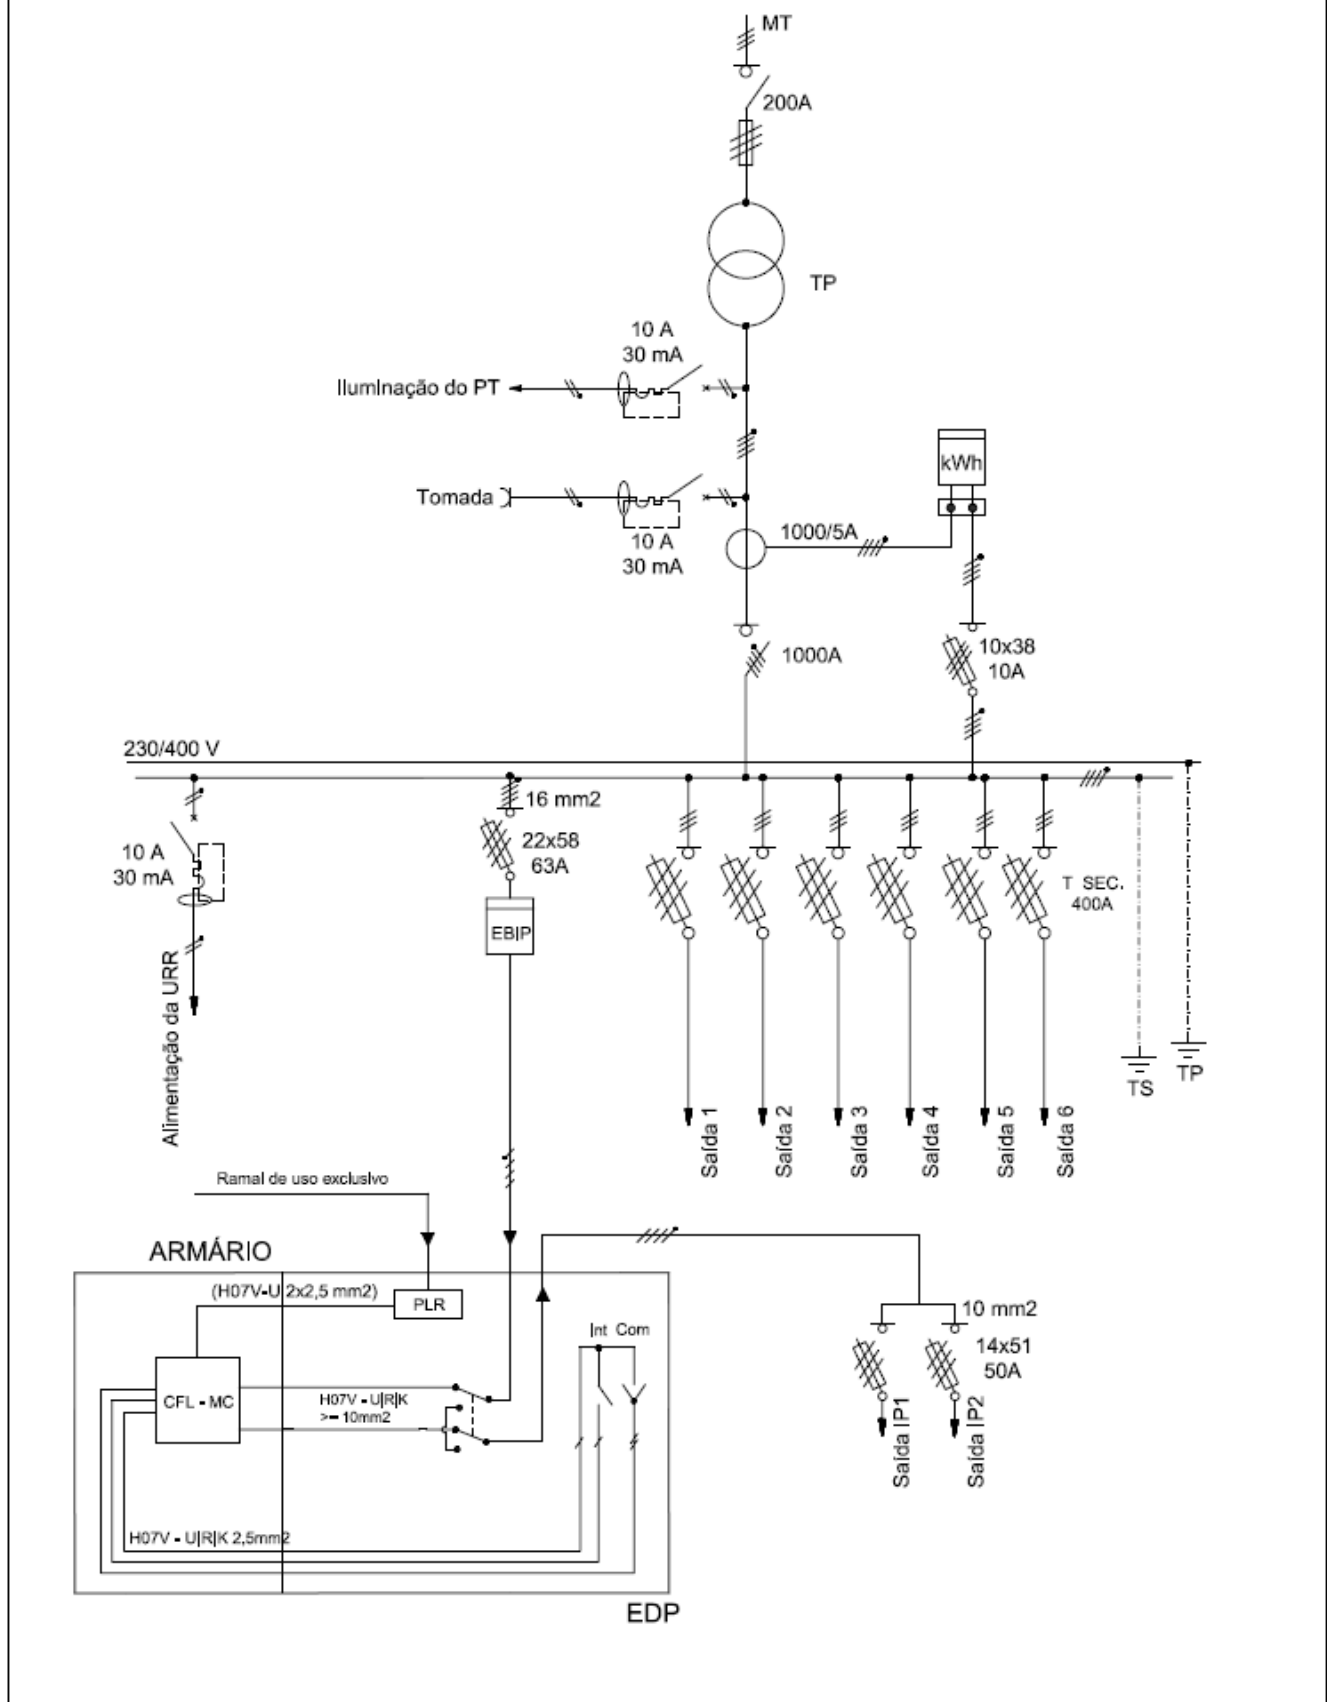 MT
200A
TP
10 A
30 mA
Iluminação do PT
kWh
Tomada
1000/5A
10 A
30 mA
1000A
10x38
10A
230/400 V
16 mm2
22x58
63A
10 A
30 mA
T SEC.
400A
EBIP
Alimentação da URR
TS
TP
Saída 1
Saída 2
Saída 3
Saída 4
Saída 5
Saída 6
Ramal de uso exclusivo
ARMÁRIO
(H07V-U 2x2,5 mm2)
PLR
Int Com
10 mm2
14x51
50A
CFL - MC
H07V - U|R|K
>= 10mm2
Saída IP1
Saída IP2
H07V - U|R|K 2,5mm2
EDP